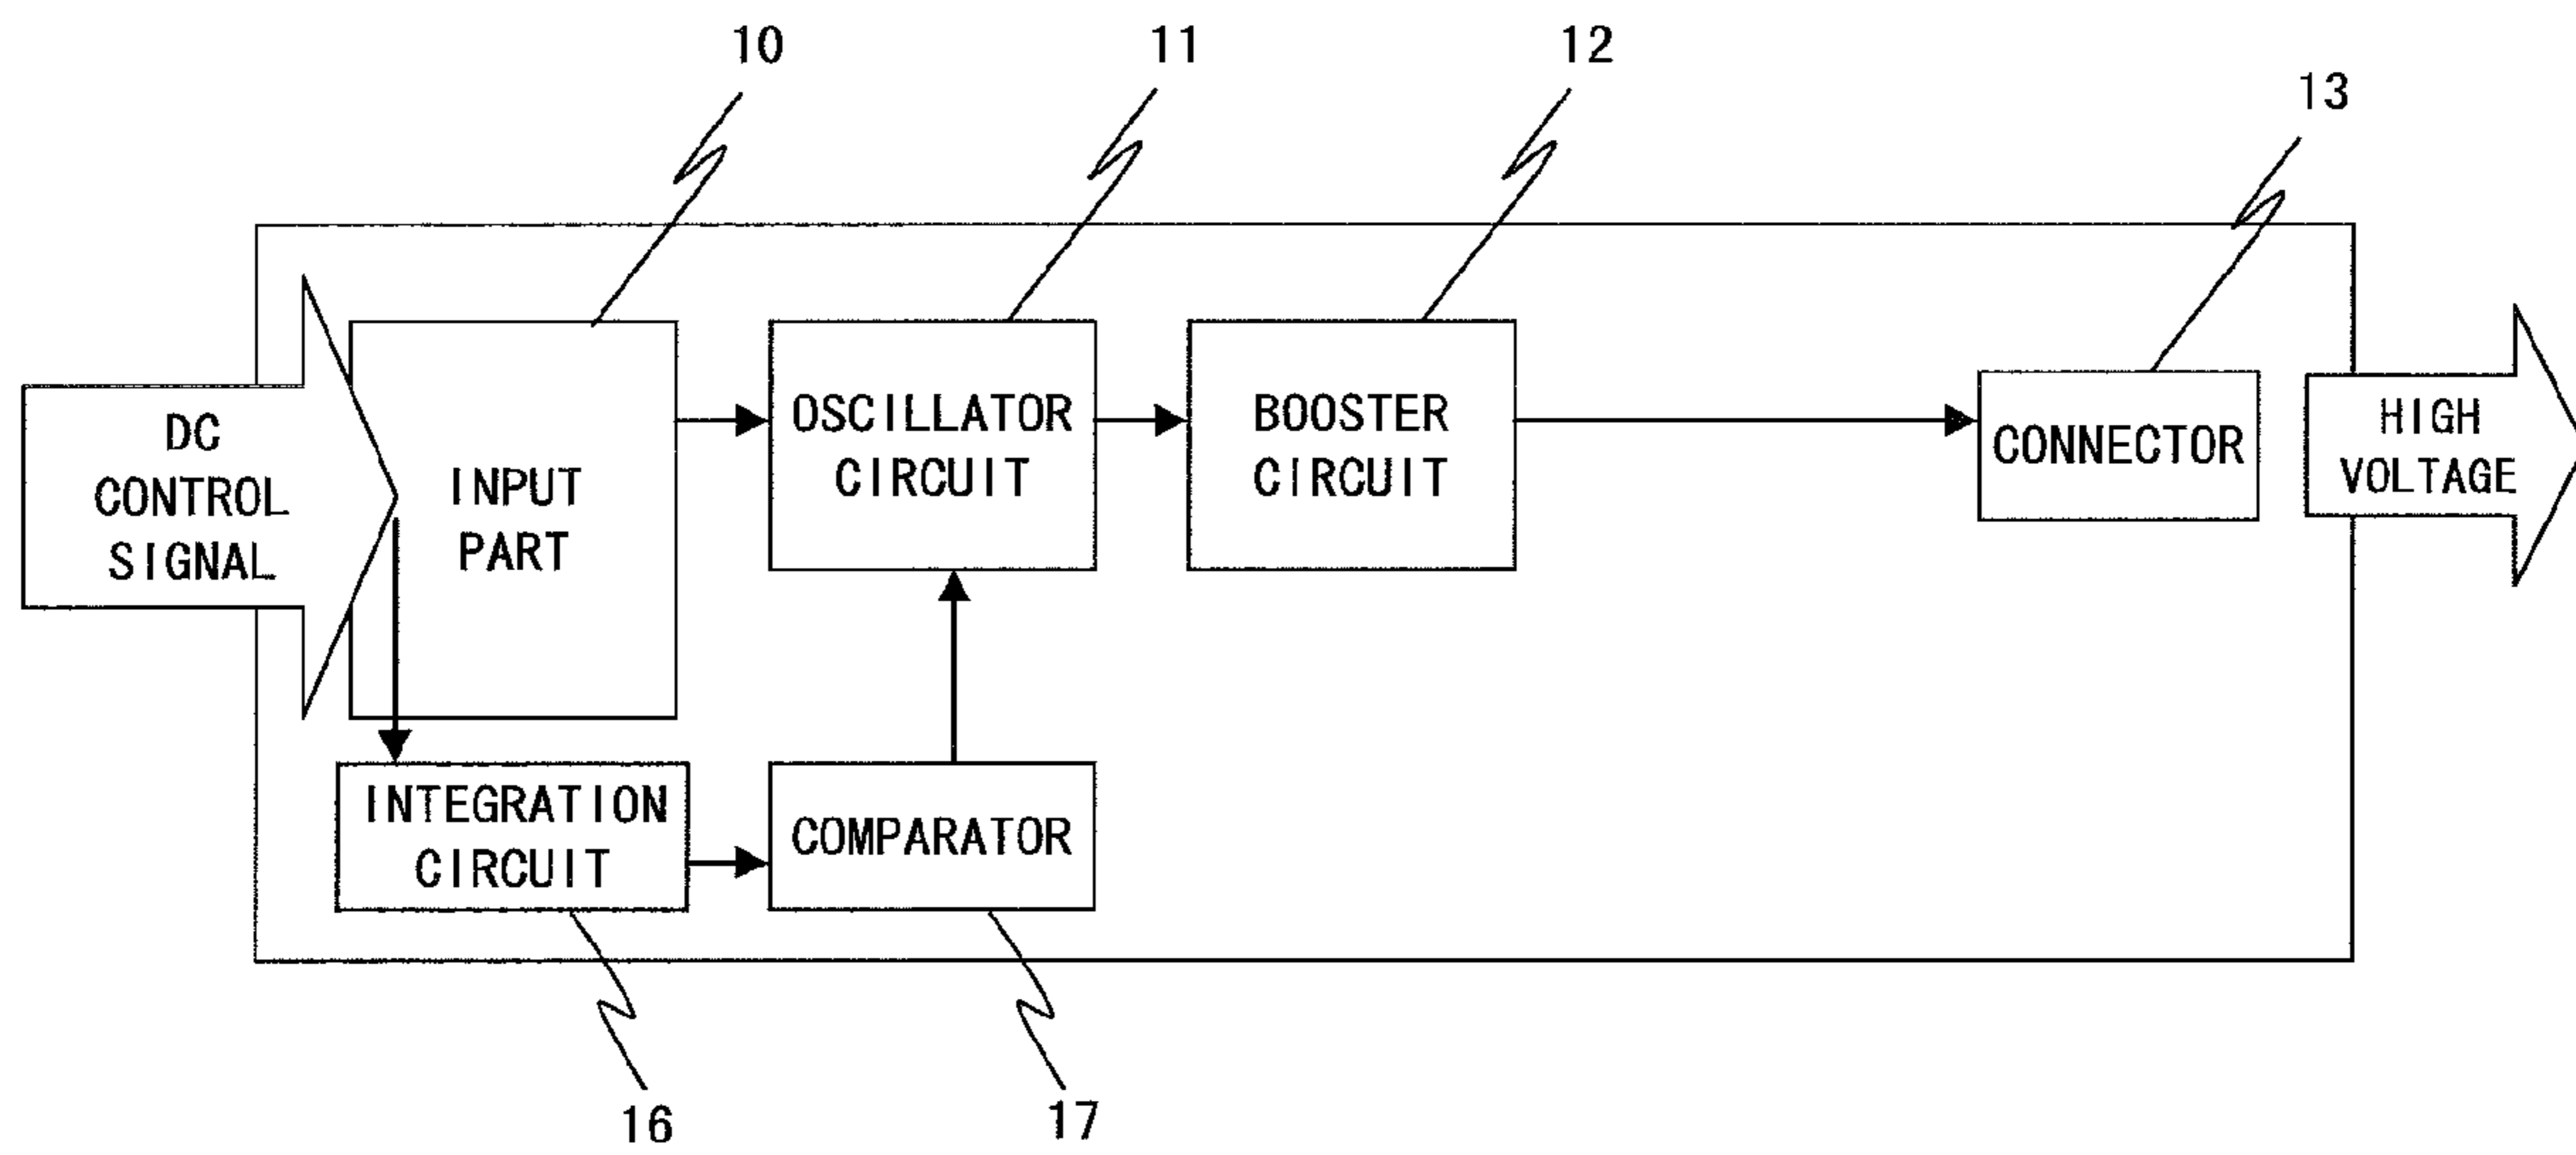 10
11
12
13
DC
CONTROL
SIGNAL
INPUT
PART
OSCILLATOR
CIRCUIT
BOOSTER
CIRCUIT
CONNECTOR
HIGH
VOLTAGE
INTEGRATION
CIRCUIT
COMPARATOR
16
17